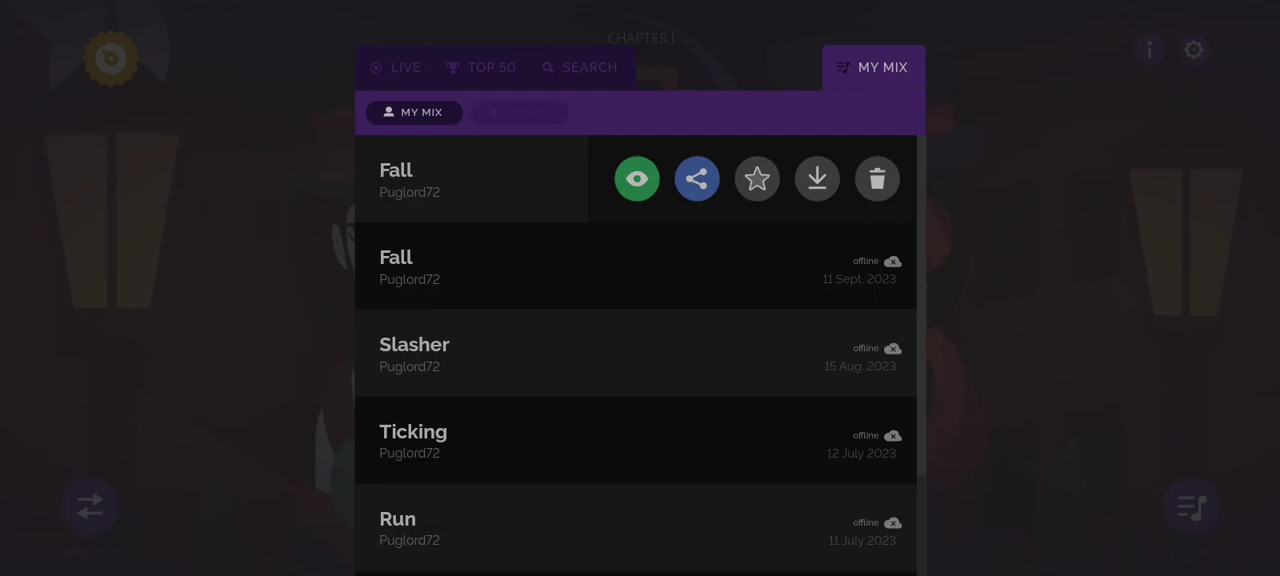 CHAPTER I
LIVE
TOP 50
SEARCH
MY MIX
MY MIX
Fall
Puglord72
Fall
Puglord72
offline
11 Sept. 2023
Slasher
Puglord72
offline
15 Aug. 2023
Ticking
Puglord72
offline
12 July 2023
Run
Puglord72
offline
11 July 2023